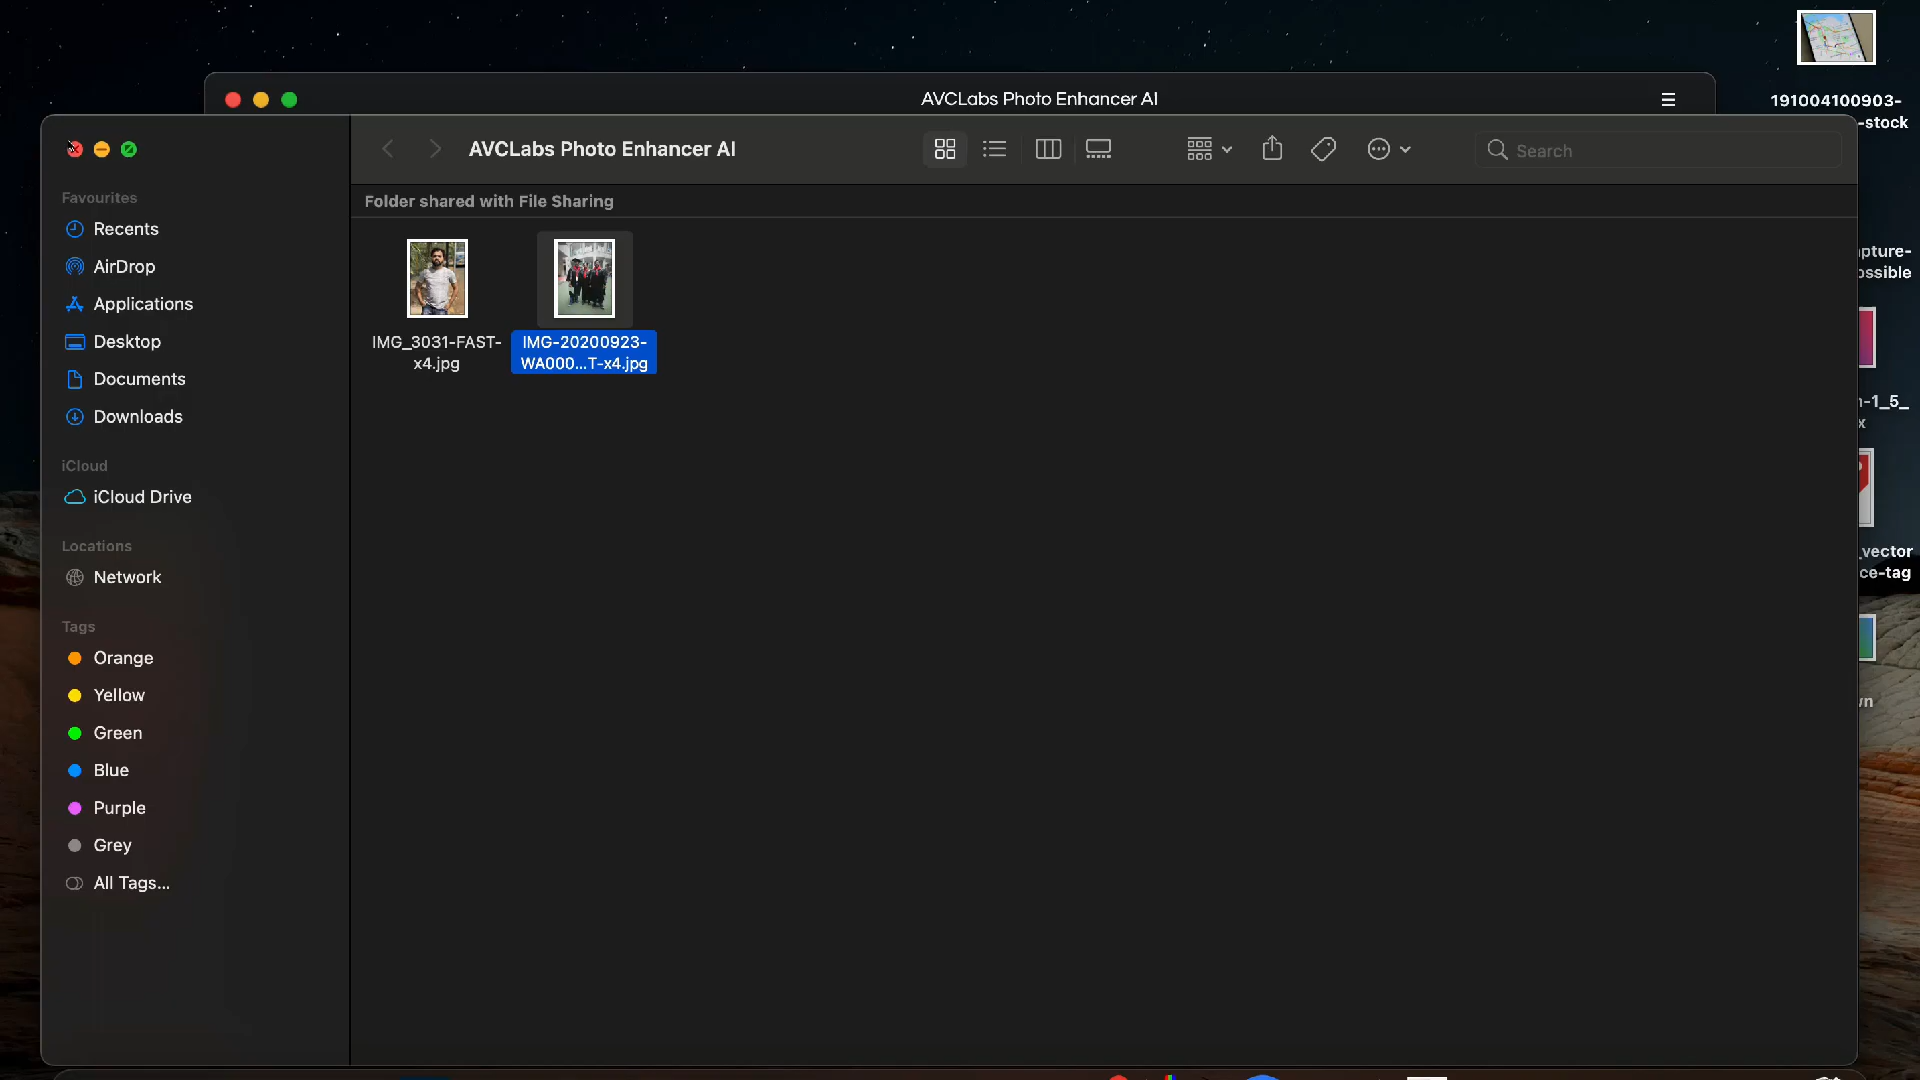 AVCLabs Photo Enhancer AI
191004100903-
-stock
AVCLabs Photo Enhancer AI
Search
Folder shared with File Sharing
Favourites
Recents
AirDrop
Applications
Desktop
Documents
Downloads
iCloud
iCloud Drive
Locations
Network
Tags
Orange
Yellow
Green
Blue
Purple
Grey
All Tags...
IMG_3031-FAST-
x4.jpg
IMG-20200923-
WA000...T-x4.jpg
pture-
ossible
-1_5_
x
_vector
ce-tag